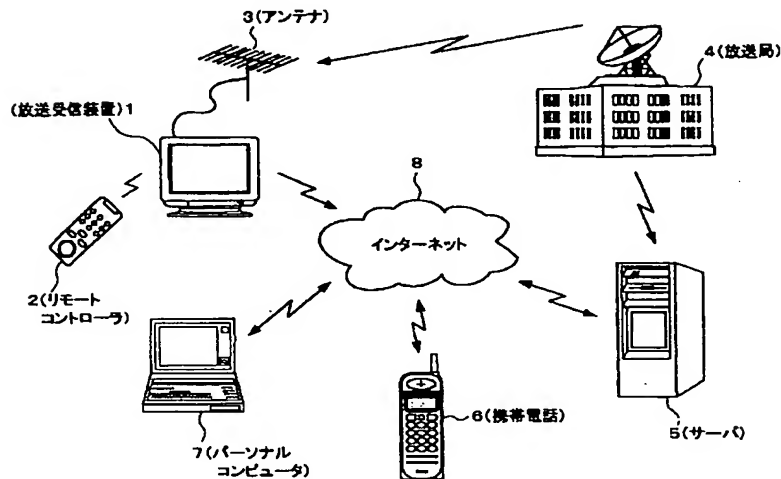 3(アンテナ)
4(放送局)
(放送受信装置)1
8
インターネット
2(リモート
コントローラ)
6(携帯電話)
5(サーバ)
7(パーソナル
コンピュータ)